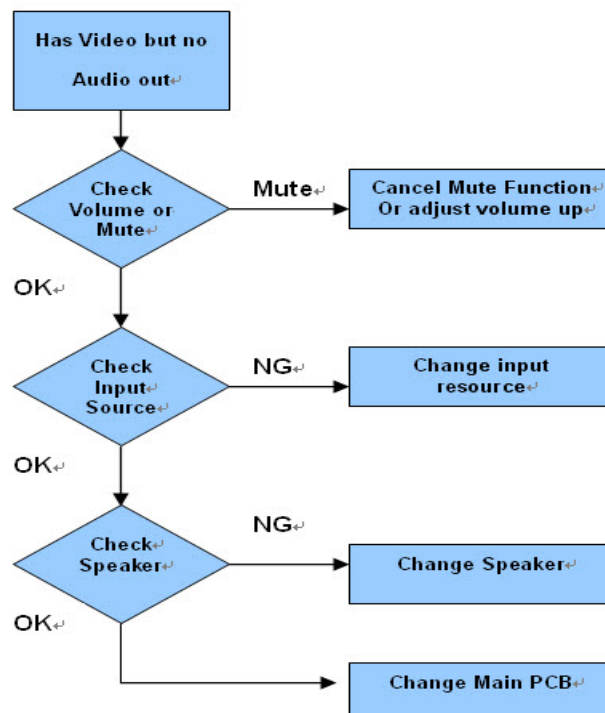 Has Video but no
Audio out↵
Check
Volume or
Mute↵
Mute↵
Cancel Mute Function
Or adjust volume up↵
OK↵
Check
Input↵
Source↵
NG↵
Change input
resource↵
OK↵
Check↵
Speaker↵
NG↵
Change Speaker↵
OK↵
Change Main PCB↵